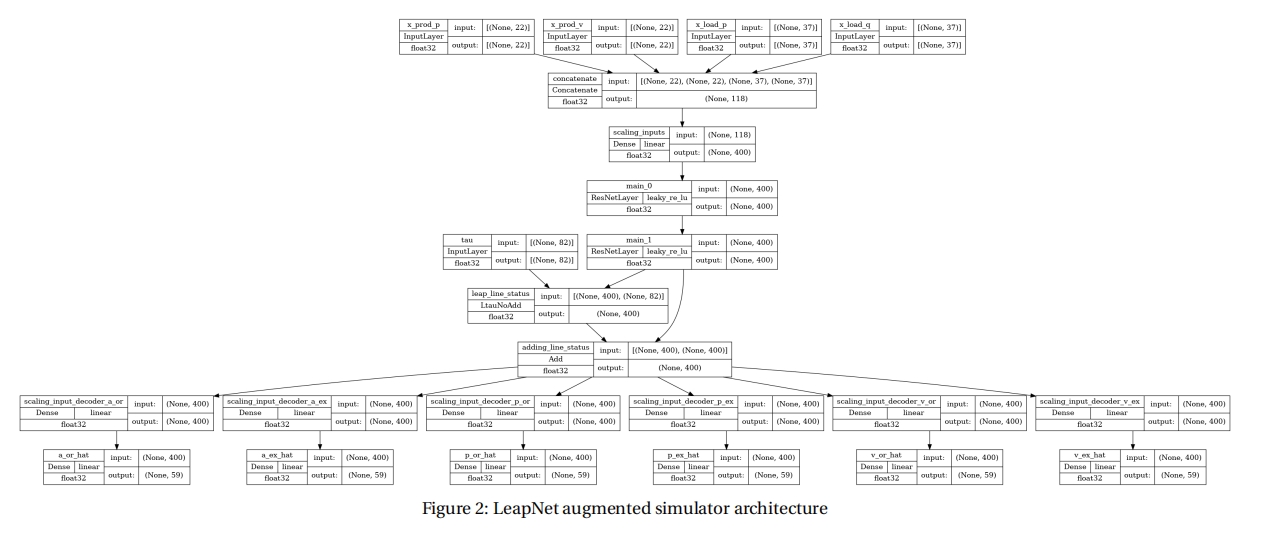 x_prod_p input: [(None, 22)]
InputLayer
float32 output: [(None, 22)]
x_prod_v input: [(None, 22)]
InputLayer
float32 output: [(None, 22)]
x_load_p input: [(None, 37)]
InputLayer
float32 output: [(None, 37)]
x_load_q input: [(None, 37)]
InputLayer
float32 output: [(None, 37)]
concatenate input: [(None, 22), (None, 22), (None, 37), (None, 37)]
Concatenate
float32 output: (None, 118)
scaling_inputs input: (None, 118)
Dense linear
float32 output: (None, 400)
main_0 input: (None, 400)
ResNetLayer leaky_re_lu
float32 output: (None, 400)
tau input: [(None, 82)]
InputLayer
float32 output: [(None, 82)]
main_1 input: (None, 400)
ResNetLayer leaky_re_lu
float32 output: (None, 400)
leap_line_status input: [(None, 400), (None, 82)]
LtauNoAdd
float32 output: (None, 400)
adding_line_status input: [(None, 400), (None, 400)]
Add
float32 output: (None, 400)
scaling_input_decoder_a_or input: (None, 400)
Dense linear
float32 output: (None, 400)
scaling_input_decoder_a_ex input: (None, 400)
Dense linear
float32 output: (None, 400)
scaling_input_decoder_p_or input: (None, 400)
Dense linear
float32 output: (None, 400)
scaling_input_decoder_p_ex input: (None, 400)
Dense linear
float32 output: (None, 400)
scaling_input_decoder_v_or input: (None, 400)
Dense linear
float32 output: (None, 400)
scaling_input_decoder_v_ex input: (None, 400)
Dense linear
float32 output: (None, 400)
a_or_hat input: (None, 400)
Dense linear
float32 output: (None, 59)
a_ex_hat input: (None, 400)
Dense linear
float32 output: (None, 59)
p_or_hat input: (None, 400)
Dense linear
float32 output: (None, 59)
p_ex_hat input: (None, 400)
Dense linear
float32 output: (None, 59)
v_or_hat input: (None, 400)
Dense linear
float32 output: (None, 59)
v_ex_hat input: (None, 400)
Dense linear
float32 output: (None, 59)
Figure 2: LeapNet augmented simulator architecture